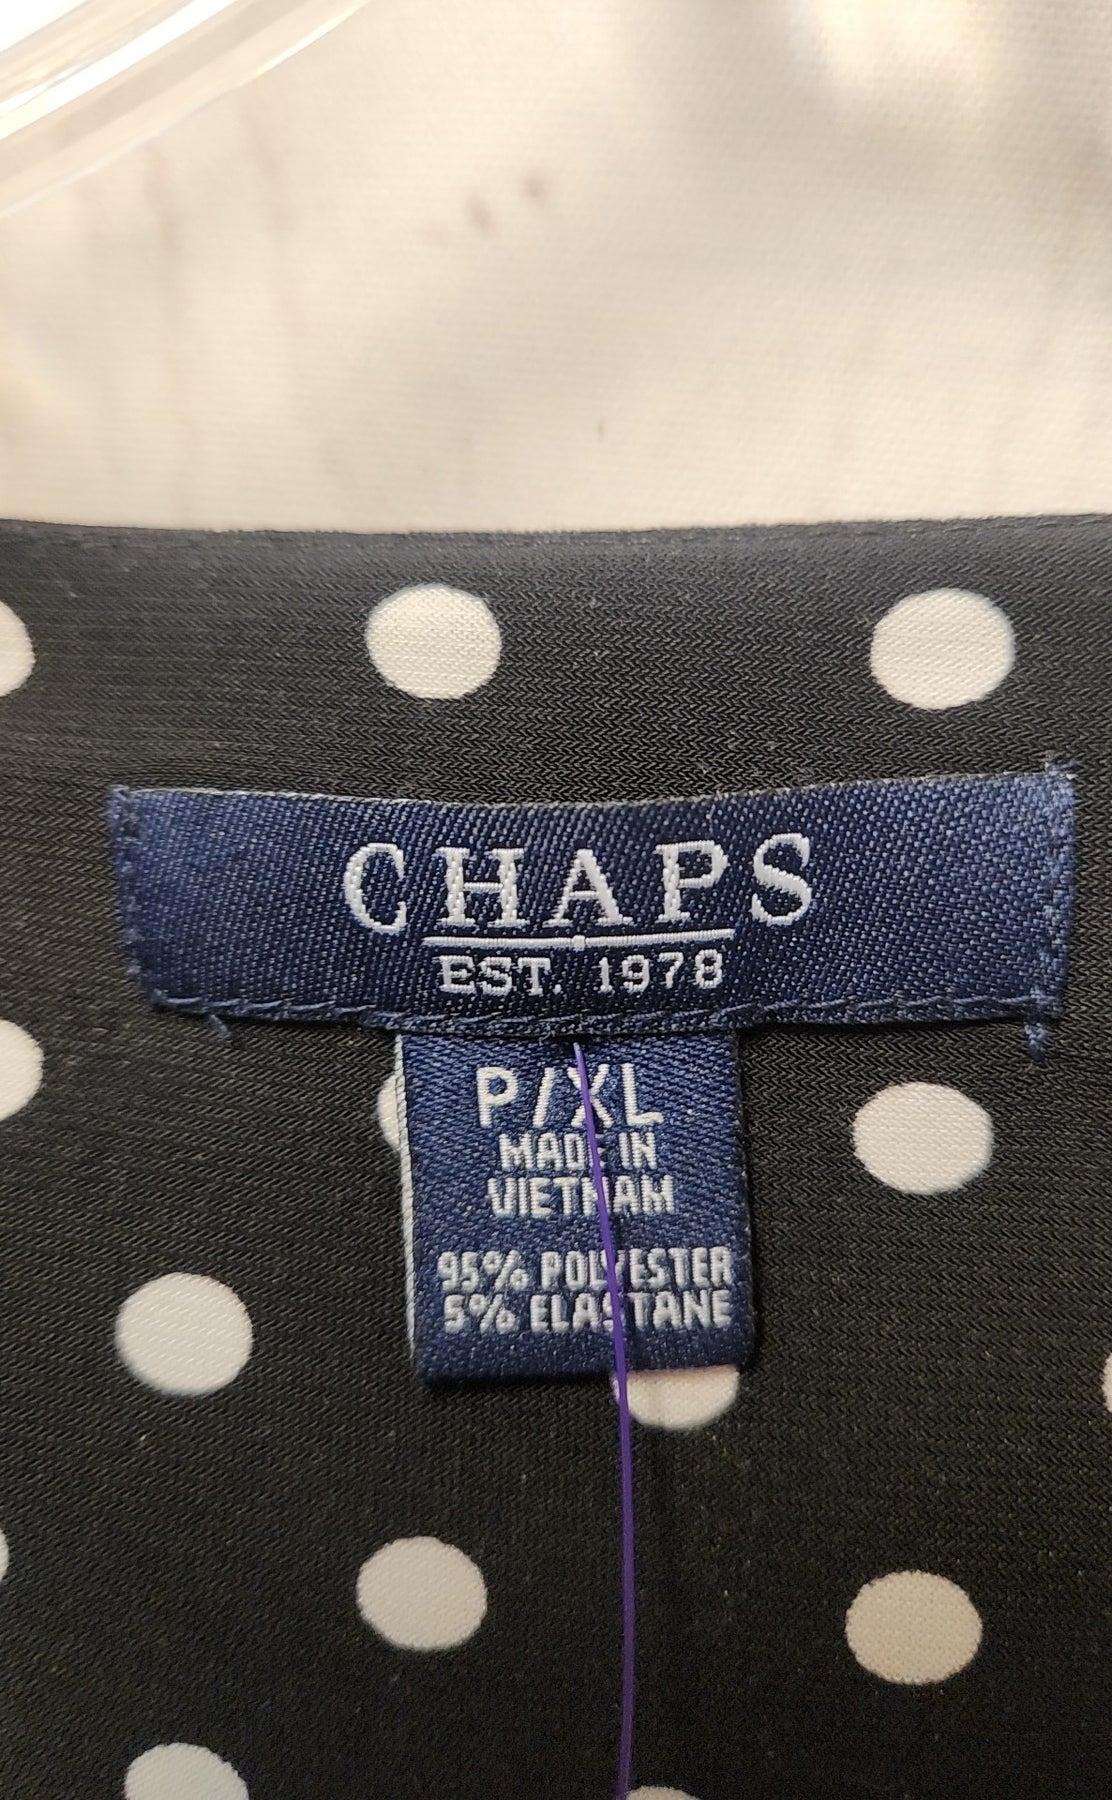 CHAPS
EST. 1978
P/XL
MADE IN
VIETNAM
95% POLYESTER
5% ELASTANE